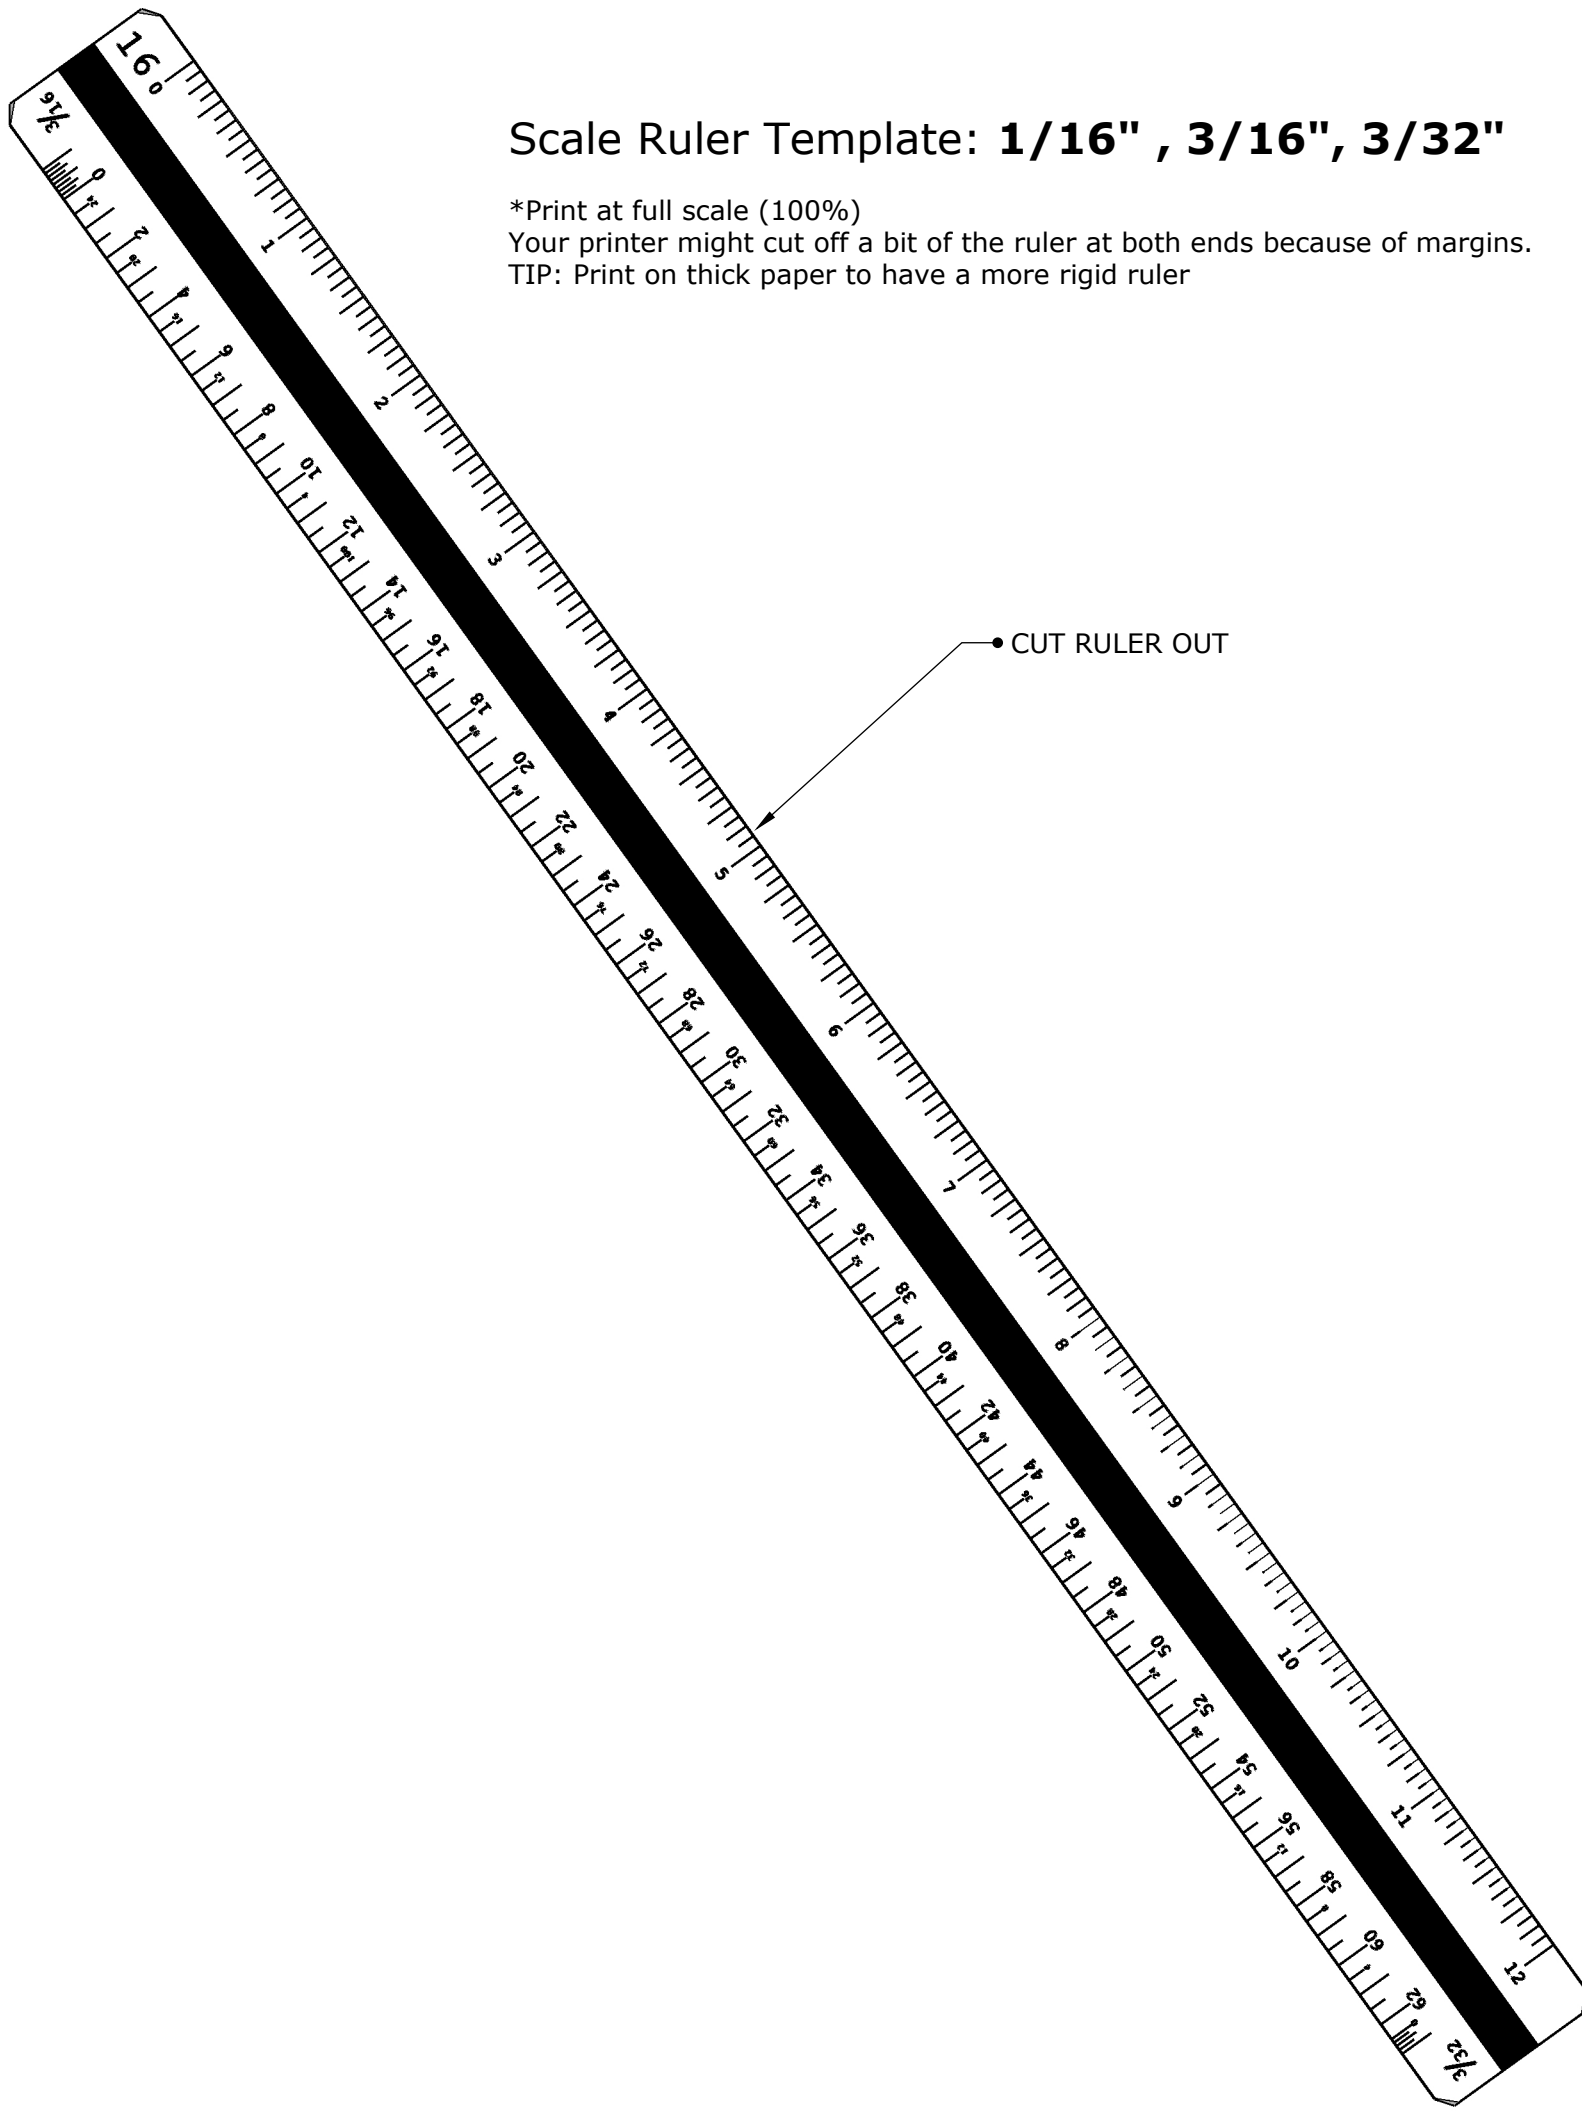 Scale Ruler Template: 1/16" , 3/16", 3/32"
*Print at full scale (100%)
Your printer might cut off a bit of the ruler at both ends because of margins.
TIP: Print on thick paper to have a more rigid ruler
CUT RULER OUT
16
0 1 2 3 4 5 6 7 8 9 10 11 12
3/16
0 2 4 6 8 10 12 14 16 18 20 22 24 26 28 30 32 34 36 38 40 42 44 46 48 50 52 54 56 58 60 62
3/32